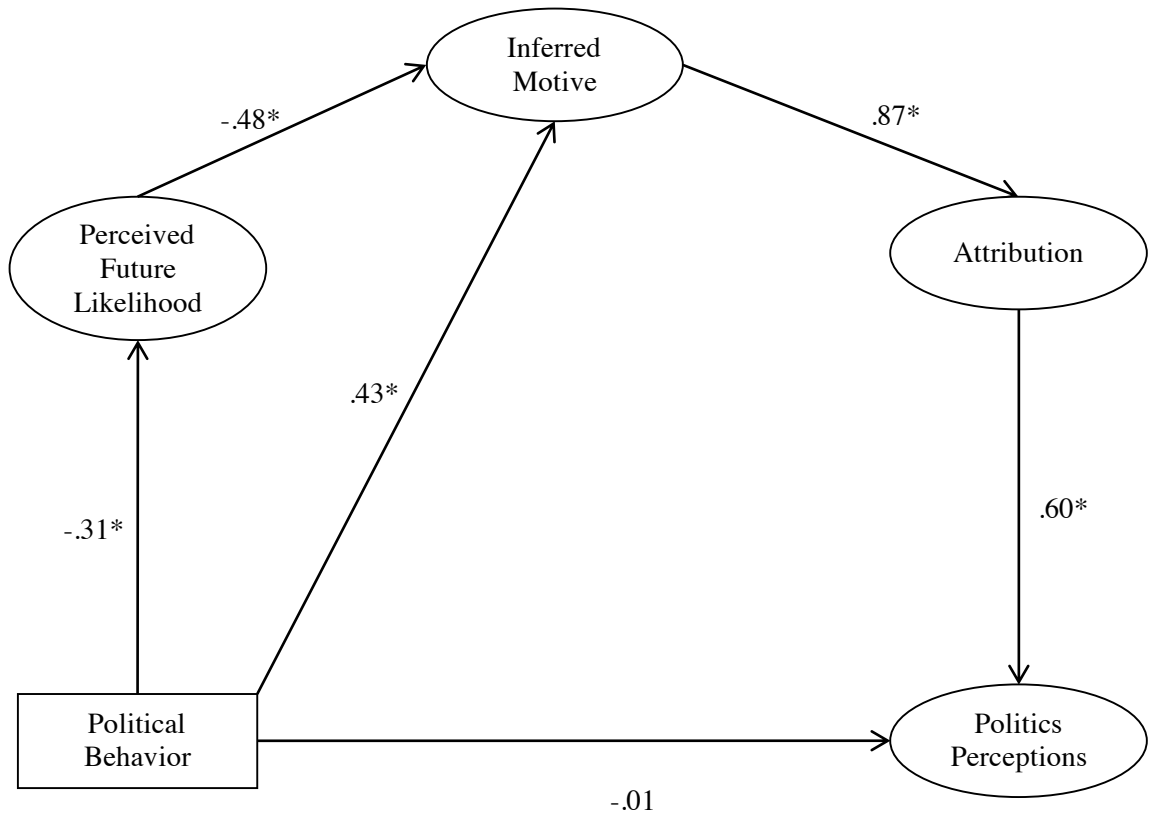 Inferred
Motive
-.48*
.87*
Perceived
Future
Likelihood
Attribution
.43*
-.31*
.60*
Political
Behavior
Politics
Perceptions
-.01